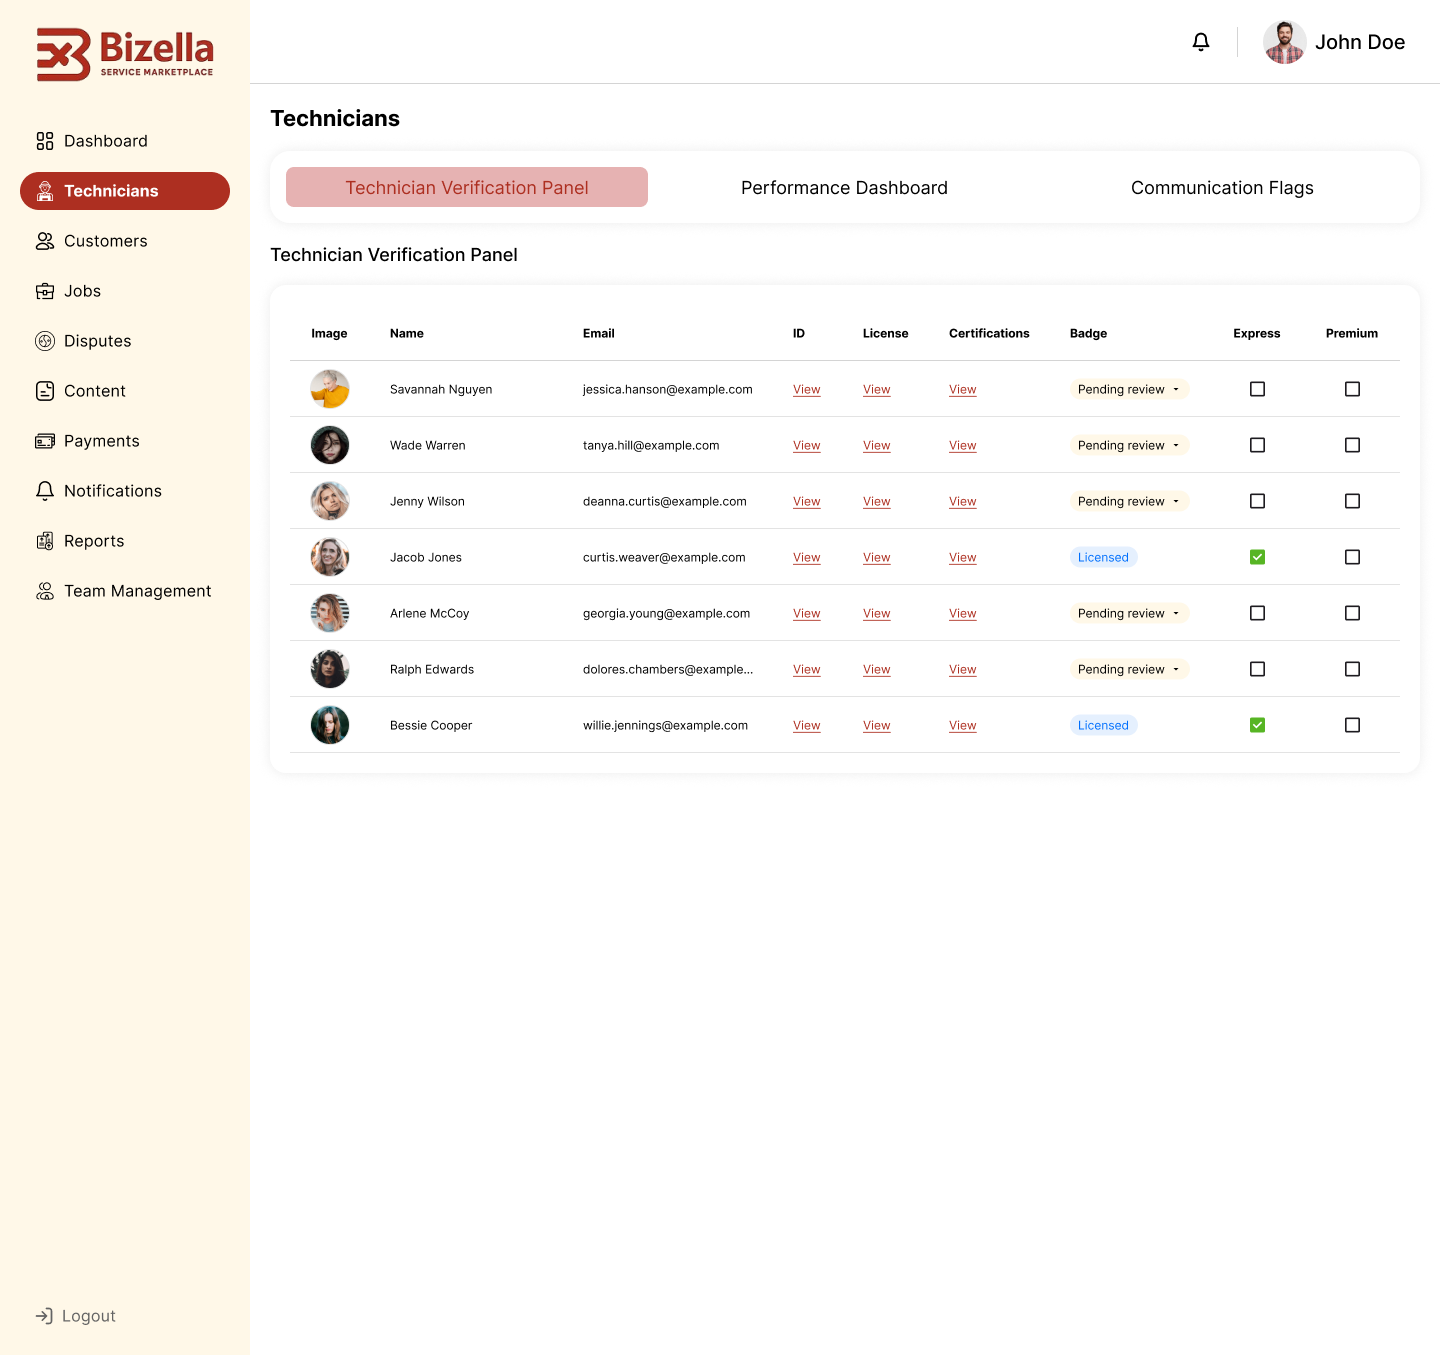 Bizella
SERVICE MARKETPLACE
John Doe
Dashboard
Technicians
Customers
Jobs
Disputes
Content
Payments
Notifications
Reports
Team Management
Logout
Technicians
Technician Verification Panel Performance Dashboard Communication Flags
Technician Verification Panel
Image Name Email ID License Certifications Badge Express Premium
Savannah Nguyen jessica.hanson@example.com View View View Pending review
Wade Warren tanya.hill@example.com View View View Pending review
Jenny Wilson deanna.curtis@example.com View View View Pending review
Jacob Jones curtis.weaver@example.com View View View Licensed
Arlene McCoy georgia.young@example.com View View View Pending review
Ralph Edwards dolores.chambers@example... View View View Pending review
Bessie Cooper willie.jennings@example.com View View View Licensed